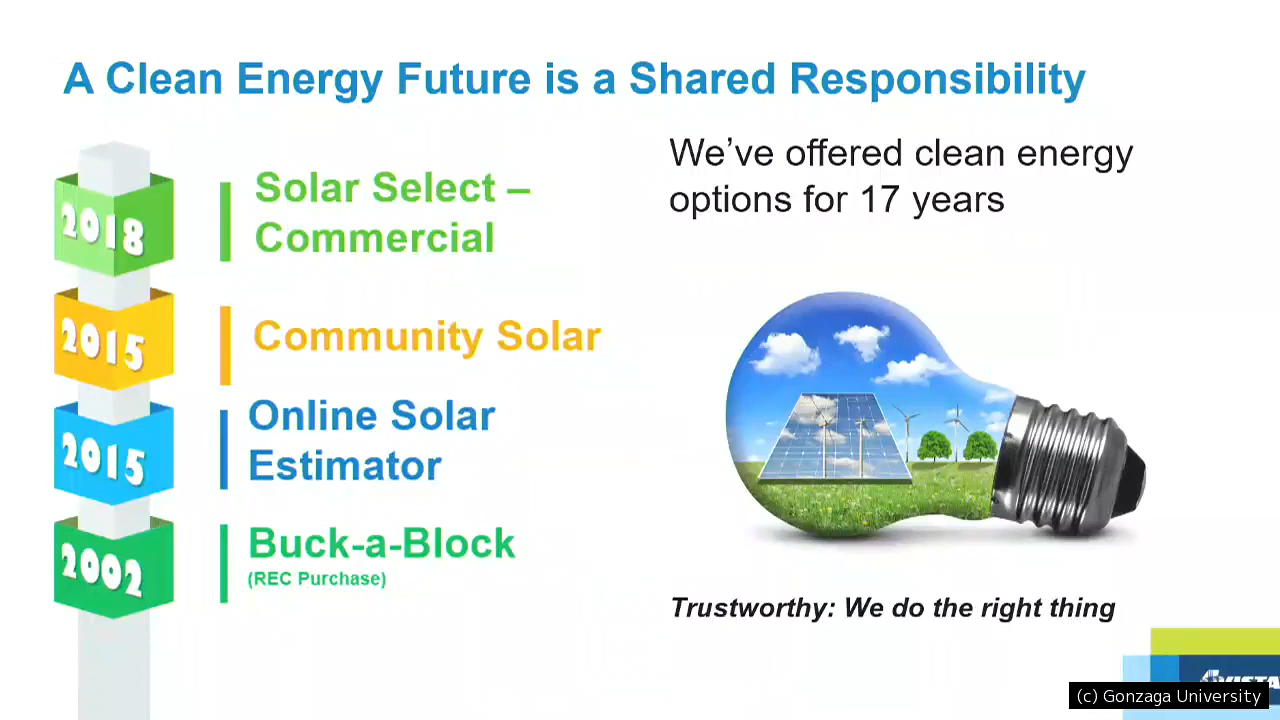 A Clean Energy Future is a Shared Responsibility
We’ve offered clean energy
options for 17 years
2018
Solar Select –
Commercial
2015
Community Solar
2015
Online Solar
Estimator
2002
Buck-a-Block
(REC Purchase)
Trustworthy: We do the right thing
(c) Gonzaga University